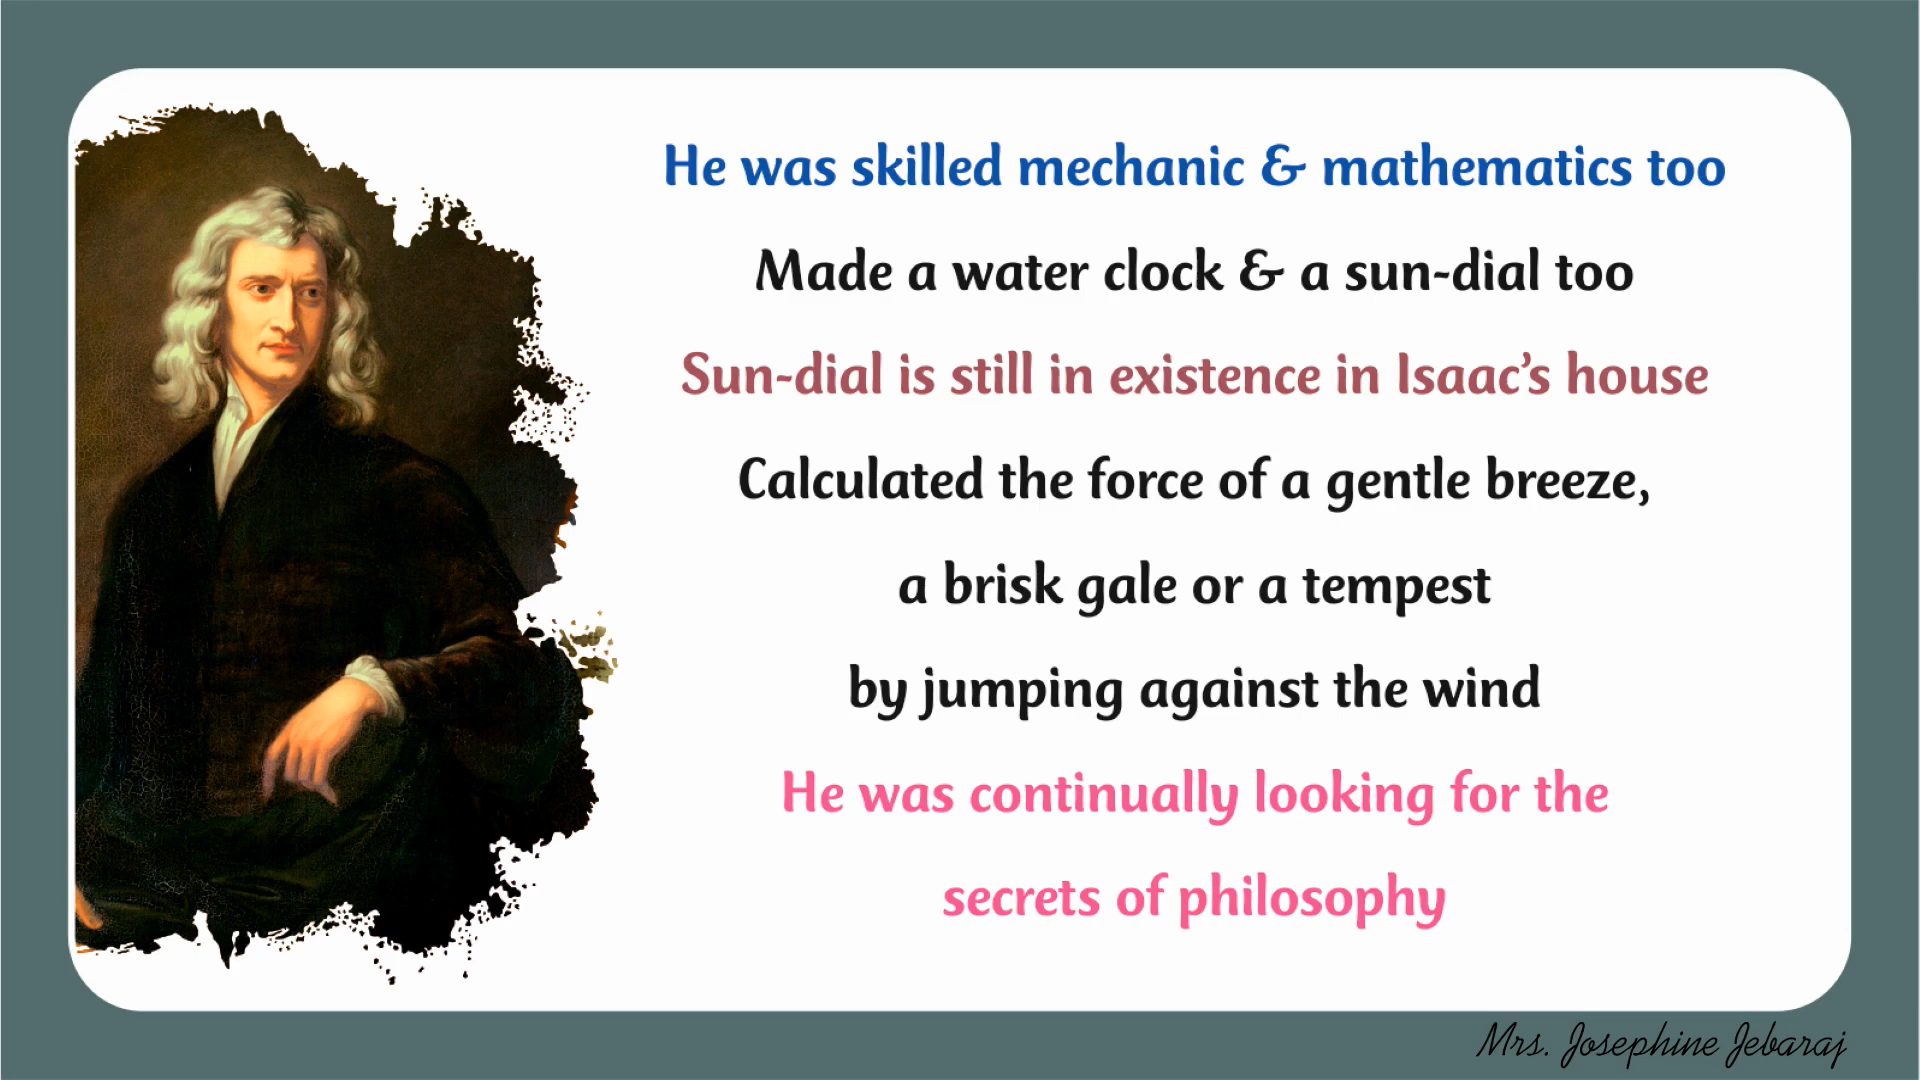 He was skilled mechanic & mathematics too
Made a water clock & a sun-dial too
Sun-dial is still in existence in Isaac’s house
Calculated the force of a gentle breeze,
a brisk gale or a tempest
by jumping against the wind
He was continually looking for the
secrets of philosophy
Mrs. Josephine Jebaraj